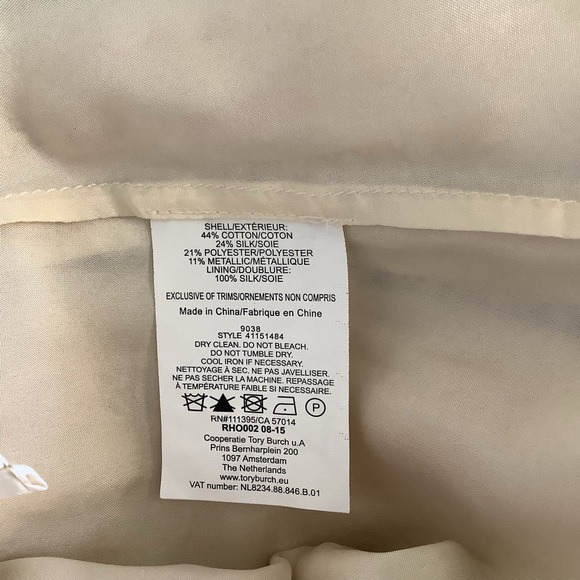 SHELL/EXTÉRIEUR:
44% COTTON/COTON
24% SILK/SOIE
21% POLYESTER/POLYESTER
11% METALLIC/MÉTALLIQUE
LINING/DOUBLURE:
100% SILK/SOIE
EXCLUSIVE OF TRIMS/ORNEMENTS NON COMPRIS
Made in China/Fabrique en Chine
9038
STYLE 41151484
DRY CLEAN. DO NOT BLEACH.
DO NOT TUMBLE DRY.
COOL IRON IF NECESSARY.
NETTOYAGE À SEC. NE PAS JAVELLISER.
NE PAS SECHER LA MACHINE. REPASSAGE
À TEMPÉRATURE FAIBLE SI NECESSAIRE.
P
RN#111395/CA 57014
RHO002 08-15
Cooperatie Tory Burch u.A
Prins Bernharplein 200
1097 Amsterdam
The Netherlands
www.toryburch.eu
VAT number: NL8234.88.846.B.01